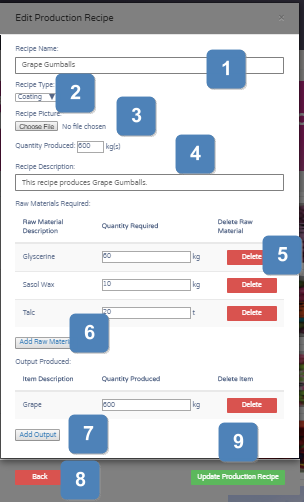 Edit Production Recipe ×
Recipe Name:
Grape Gumballs
1
Recipe Type:
Coating
2
Recipe Picture:
3
Choose File No file chosen
Quantity Produced: 600 kg(s)
4
Recipe Description:
This recipe produces Grape Gumballs.
Raw Materials Required:
Raw Material Description Quantity Required Delete Raw Material
Glyscerine 60 kg Delete
5
Sasol Wax 10 kg Delete
Talc 20 t Delete
6
Add Raw Materi
Output Produced:
Item Description Quantity Produced Delete Item
Grape 600 kg Delete
Add Output
7
9
Back
8
Update Production Recipe